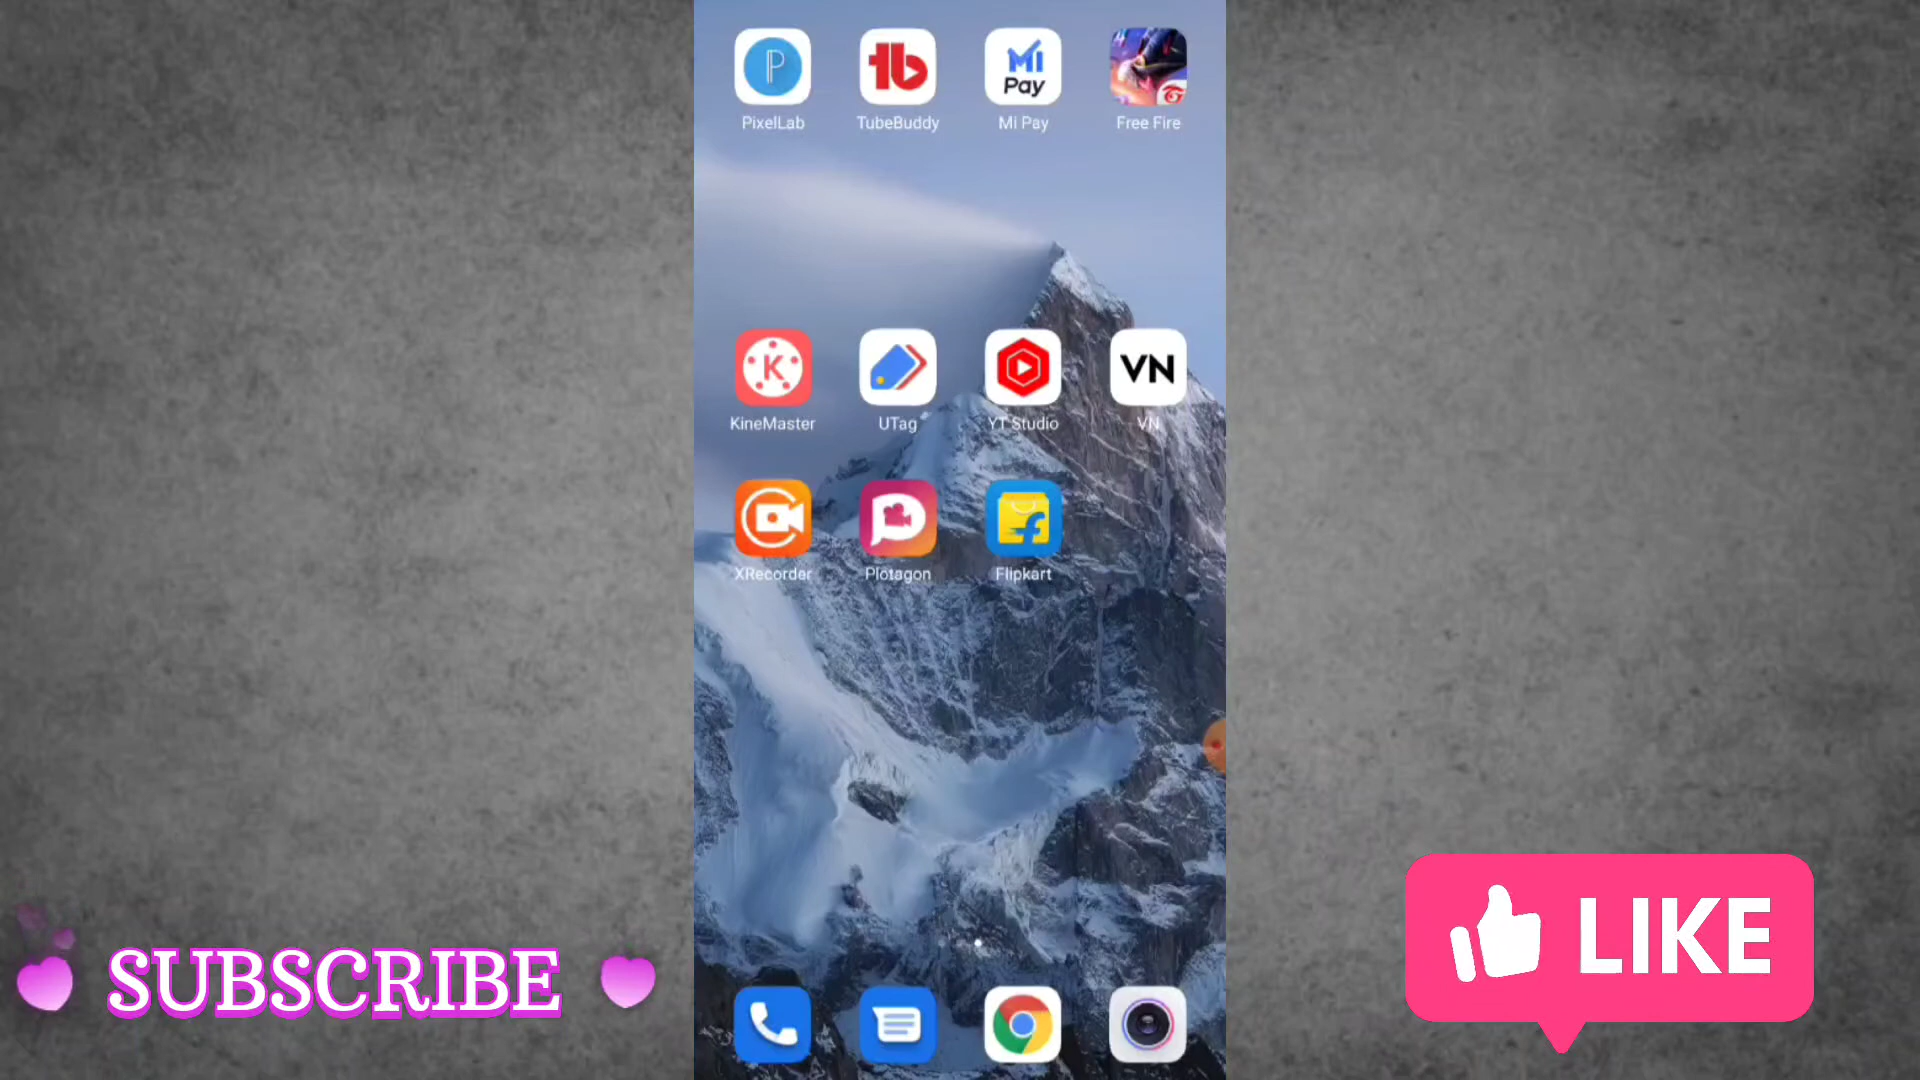 Mi
Pay
PixelLab
TubeBuddy
Mi Pay
Free Fire
K
VN
KineMaster
UTag
YT Studio
VN
XRecorder
Plotagon
Flipkart
SUBSCRIBE
LIKE